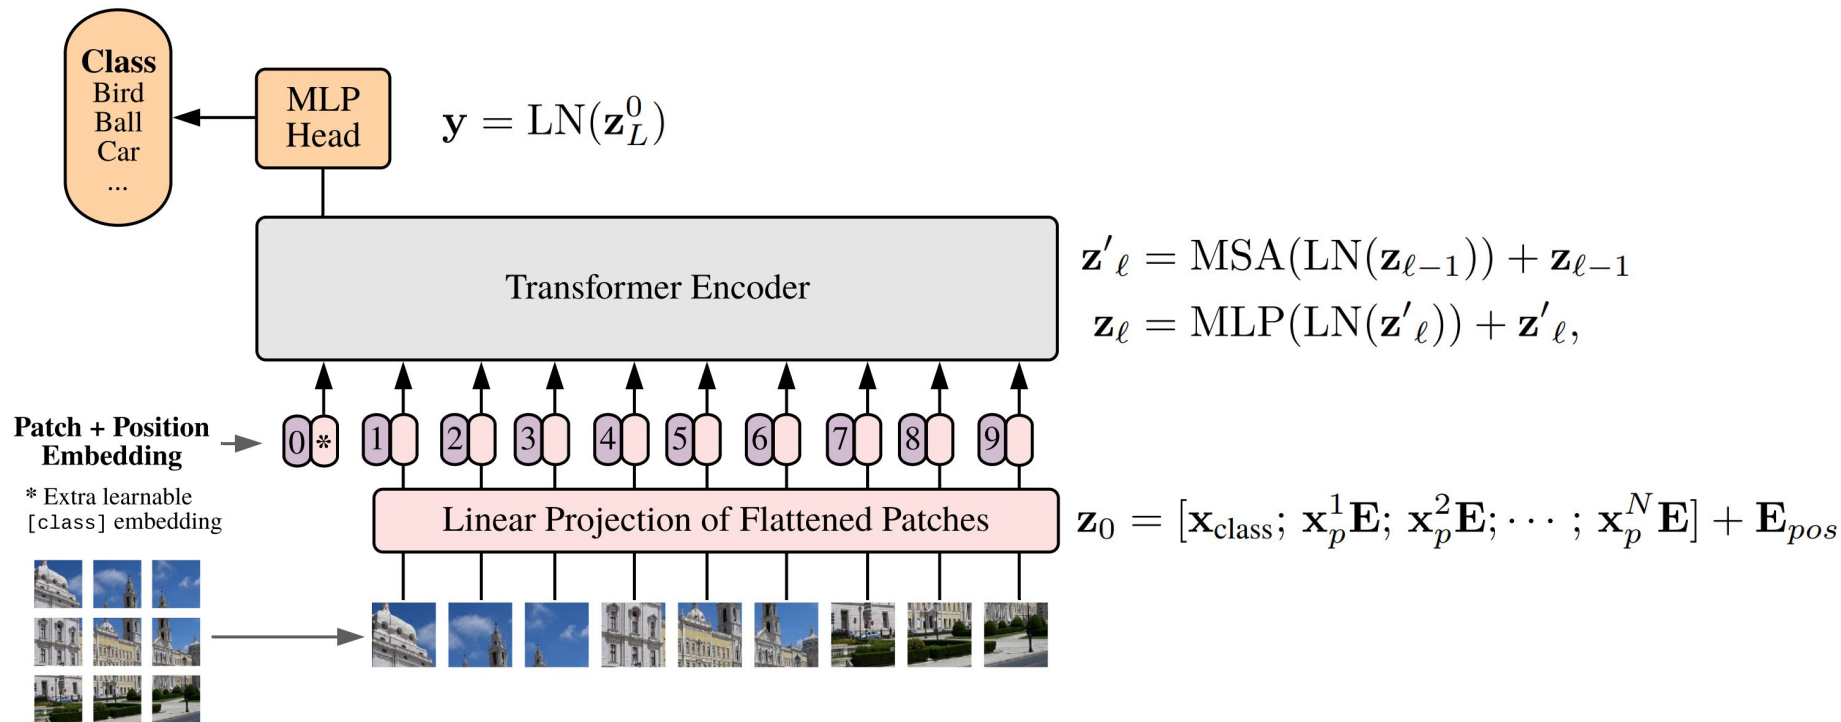 Class
Bird
Ball
Car
...
MLP
Head
𝐲 = LN(𝐳_L^0)
Transformer Encoder
𝐳′_ℓ = MSA(LN(𝐳_{ℓ−1})) + 𝐳_{ℓ−1}
𝐳_ℓ = MLP(LN(𝐳′_ℓ)) + 𝐳′_ℓ,
Patch + Position
Embedding
0 * 1 2 3 4 5 6 7 8 9
* Extra learnable
[class] embedding
Linear Projection of Flattened Patches
𝐳_0 = [𝐱_class; 𝐱_p^1 𝐄; 𝐱_p^2 𝐄; ⋯ ; 𝐱_p^N 𝐄] + 𝐄_pos